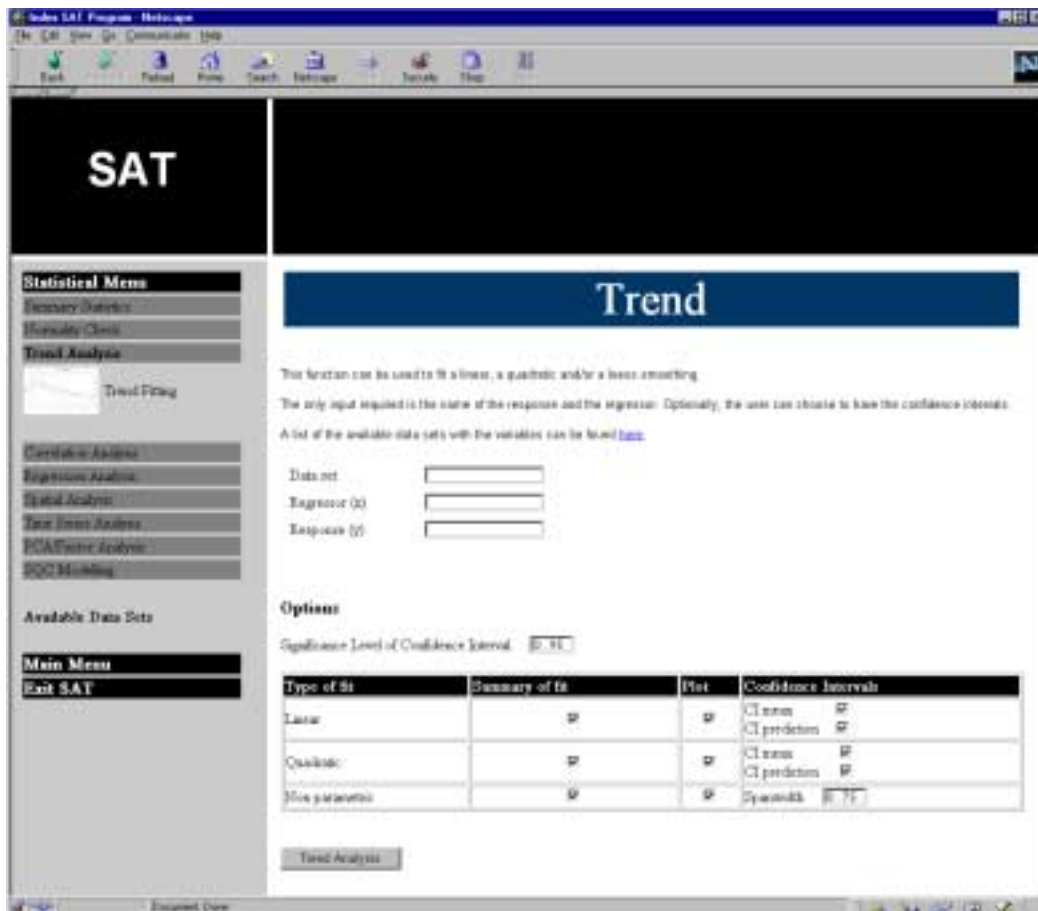 Index SAT Program - Netscape
File Edit View Go Communicator Help
Back Reload Home Search Netscape Security Shop
SAT
Statistical Menu
Summary Statistics
Normality Check
Trend Analysis
Trend Fitting
Correlation Analysis
Regression Analysis
Spatial Analysis
Time Series Analysis
PCA/Factor Analysis
SQC Modeling
Available Data Sets
Main Menu
Exit SAT
Trend
This function can be used to fit a linear, a quadratic and/or a loess smoothing
The only input required is the name of the response and the regressor. Optionally, the user can choose to have the confidence intervals.
A list of the available data sets with the variables can be found here.
Data set
Regressor (x)
Response (y)
Options
Significance Level of Confidence Interval 0.95
Type of fit Summary of fit Plot Confidence Intervals
Linear CI mean
CI prediction
Quadratic CI mean
CI prediction
Non parametric Spanwidth 0.75
Trend Analysis
Document: Done